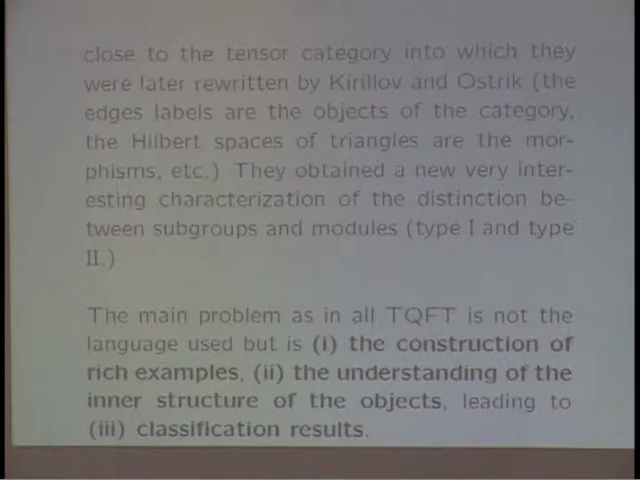 close to the tensor category into which they
were later rewritten by Kirillov and Ostrik (the
edges labels are the objects of the category,
the Hilbert spaces of triangles are the mor-
phisms, etc.) They obtained a new very inter-
esting characterization of the distinction be-
tween subgroups and modules (type I and type
II.)
The main problem as in all TQFT is not the
language used but is (i) the construction of
rich examples, (ii) the understanding of the
inner structure of the objects, leading to
(iii) classification results.